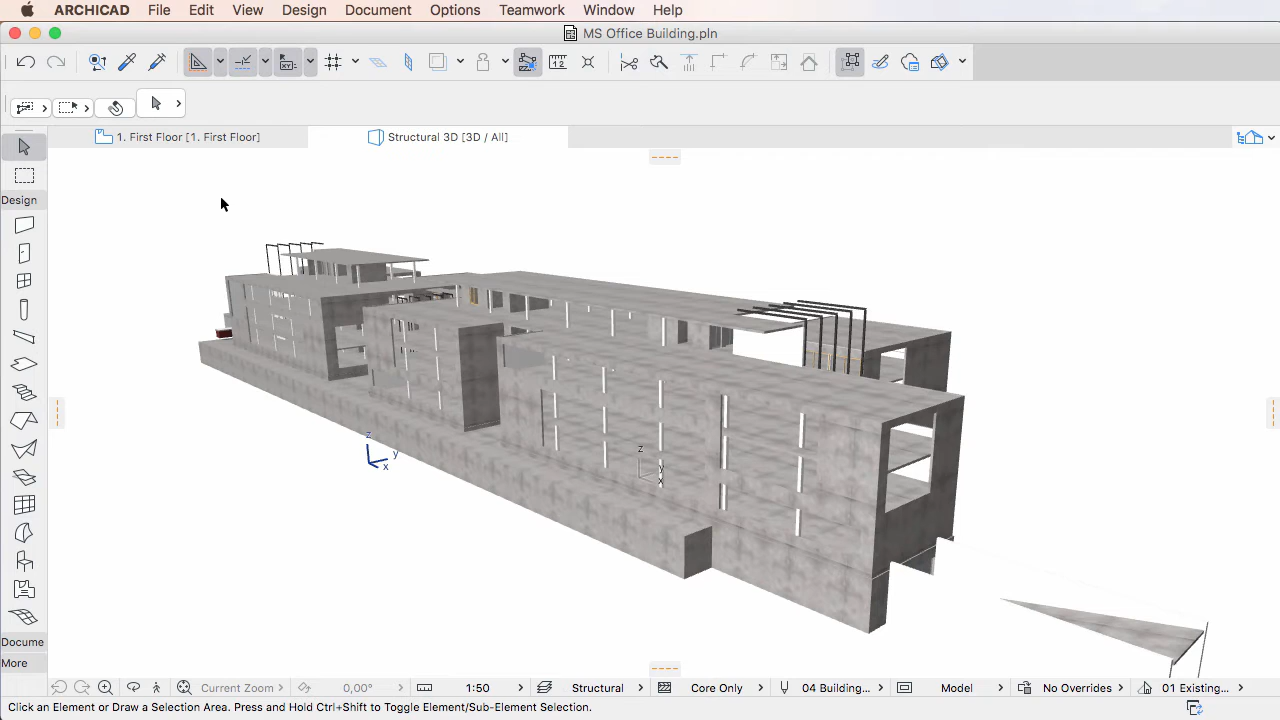 ARCHICAD File Edit View Design Document Options Teamwork Window Help
MS Office Building.pln
1. First Floor [1. First Floor]
Structural 3D [3D / All]
Design
z
y
x
z
y
x
Docume
More
Current Zoom
0,00°
1:50
Structural
Core Only
04 Building...
Model
No Overrides
01 Existing...
Click an Element or Draw a Selection Area. Press and Hold Ctrl+Shift to Toggle Element/Sub-Element Selection.